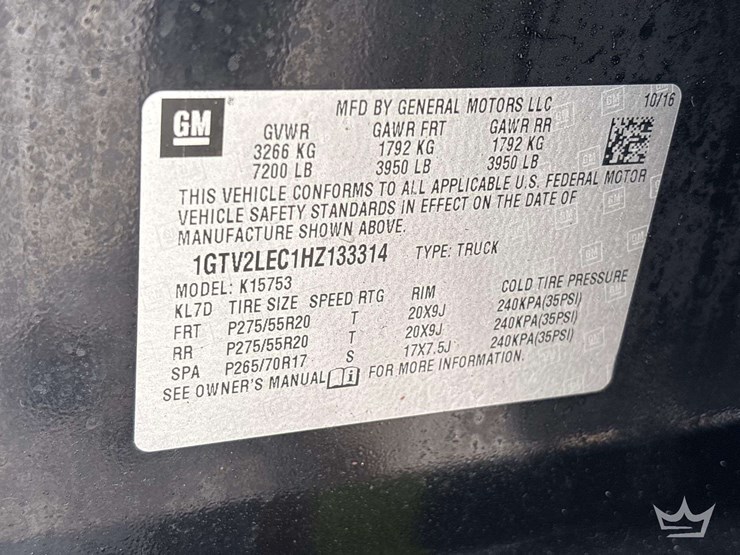 GM
MFD BY GENERAL MOTORS LLC 10/16
GVWR GAWR FRT GAWR RR
3266 KG 1792 KG 1792 KG
7200 LB 3950 LB 3950 LB
THIS VEHICLE CONFORMS TO ALL APPLICABLE U.S. FEDERAL MOTOR
VEHICLE SAFETY STANDARDS IN EFFECT ON THE DATE OF
MANUFACTURE SHOWN ABOVE.
1GTV2LEC1HZ133314 TYPE: TRUCK
MODEL: K15753
KL7D TIRE SIZE SPEED RTG RIM COLD TIRE PRESSURE
FRT P275/55R20 T 20X9J 240KPA(35PSI)
RR P275/55R20 T 20X9J 240KPA(35PSI)
SPA P265/70R17 S 17X7.5J 240KPA(35PSI)
SEE OWNER'S MANUAL FOR MORE INFORMATION.